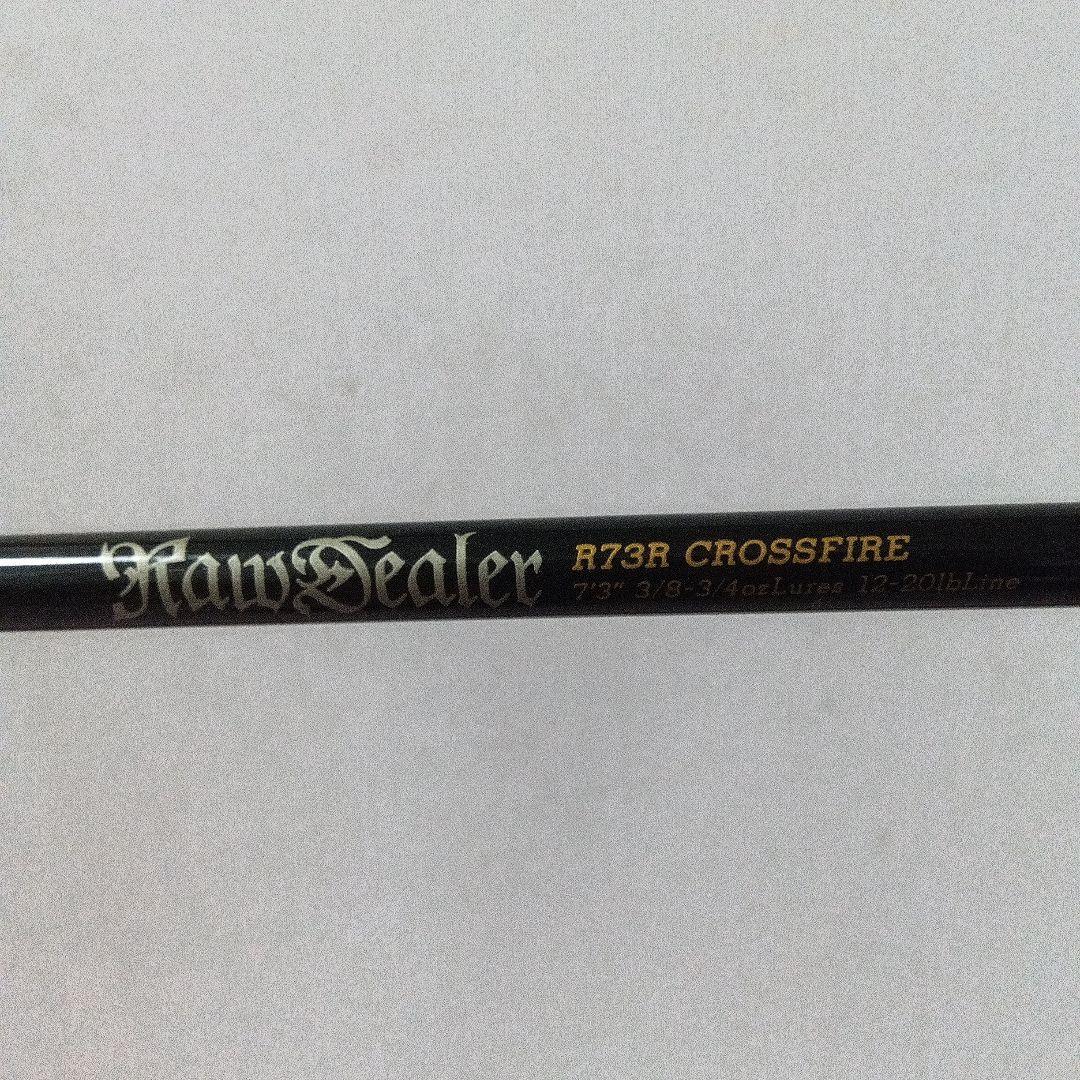 RawDealer
R73R CROSSFIRE
7'3" 3/8-3/4ozLures 12-20lbLine